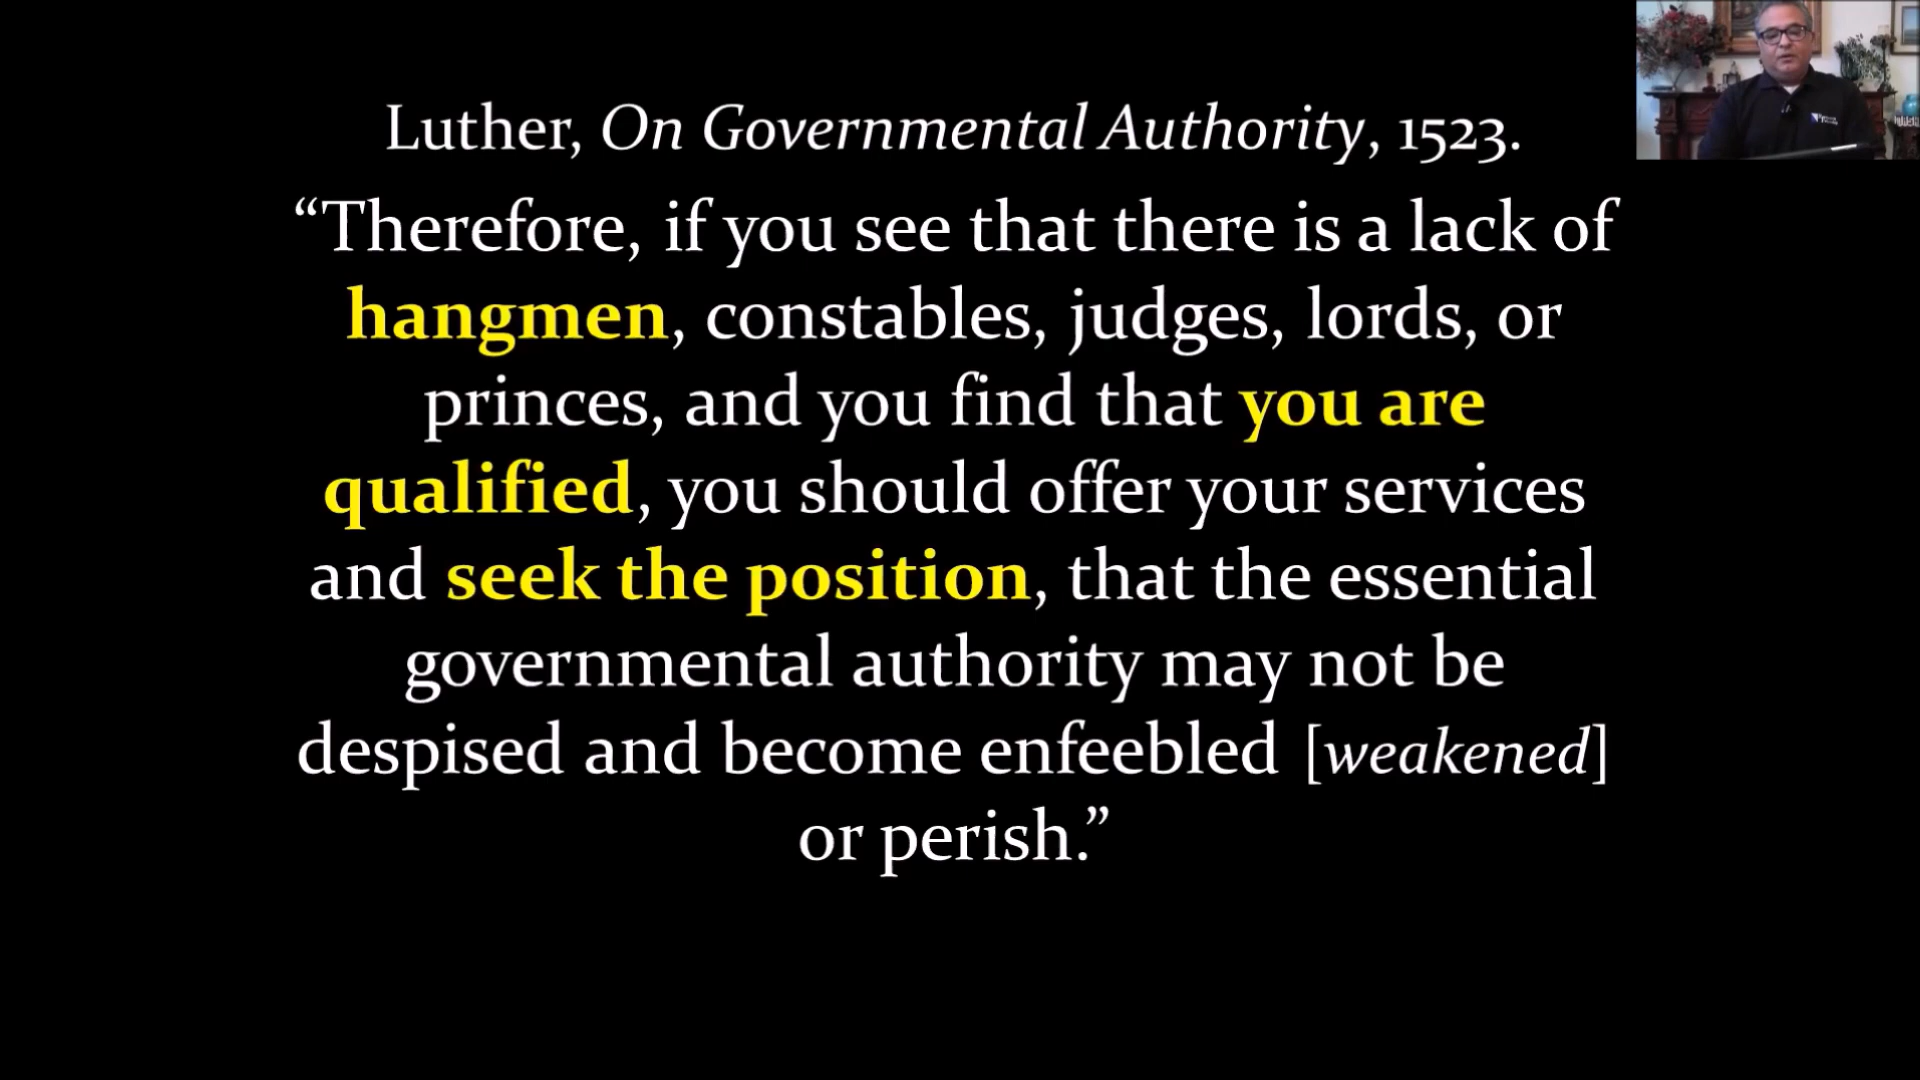 Luther, On Governmental Authority, 1523.
“Therefore, if you see that there is a lack of
hangmen, constables, judges, lords, or
princes, and you find that you are
qualified, you should offer your services
and seek the position, that the essential
governmental authority may not be
despised and become enfeebled [weakened]
or perish.”